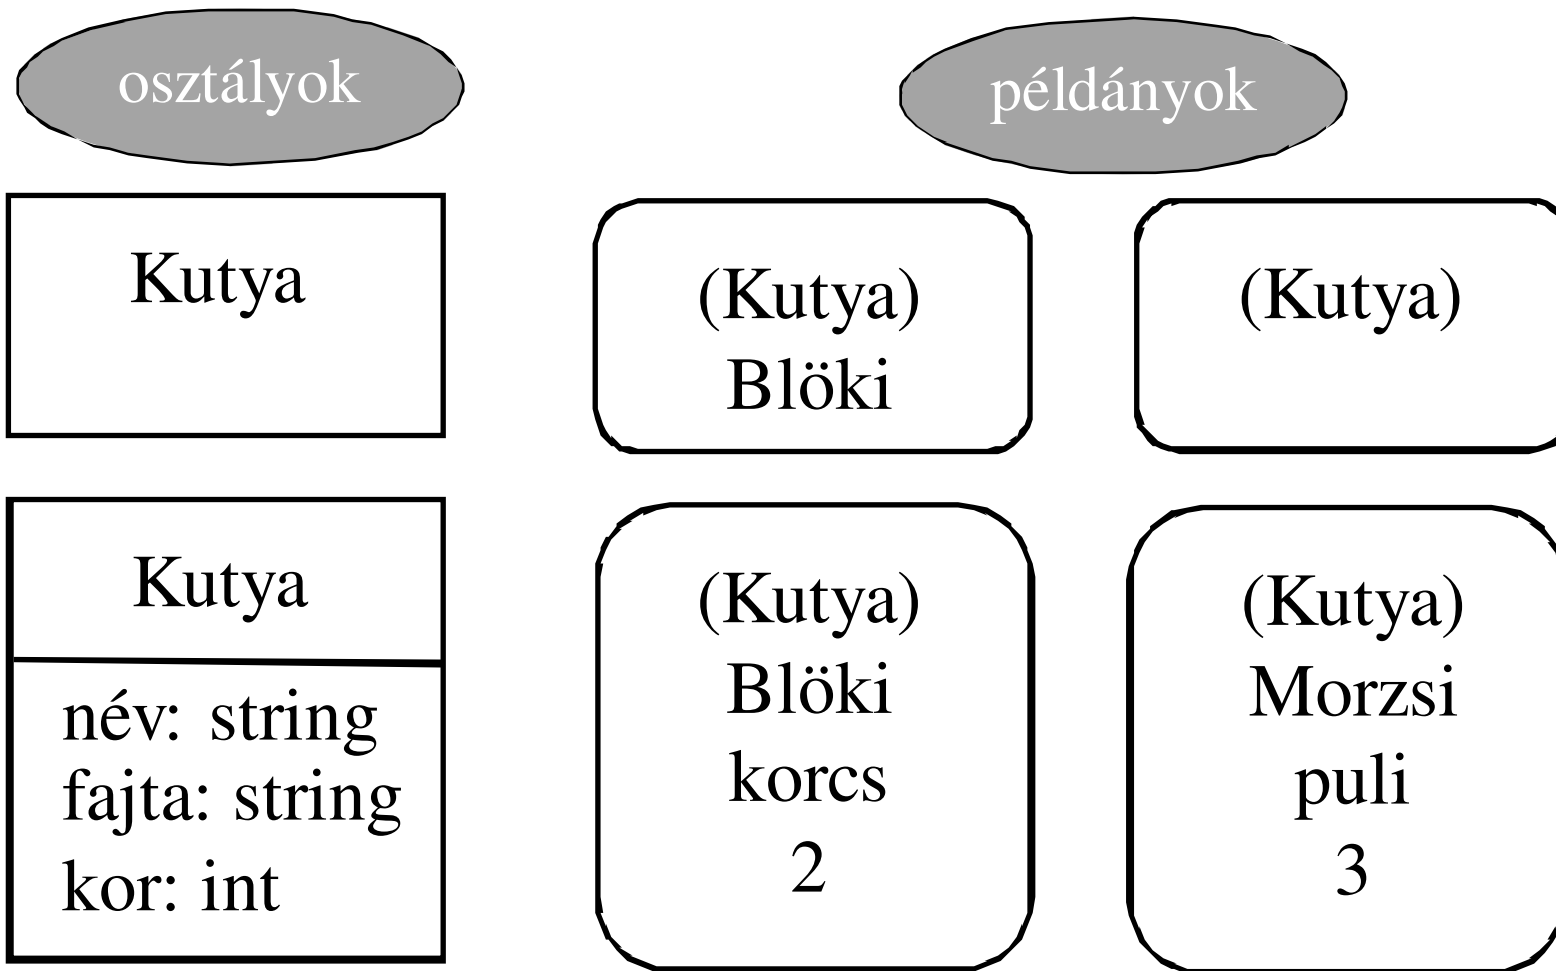 osztályok
példányok
Kutya
(Kutya)
Blöki
(Kutya)
Kutya
név: string
fajta: string
kor: int
(Kutya)
Blöki
korcs
2
(Kutya)
Morzsi
puli
3